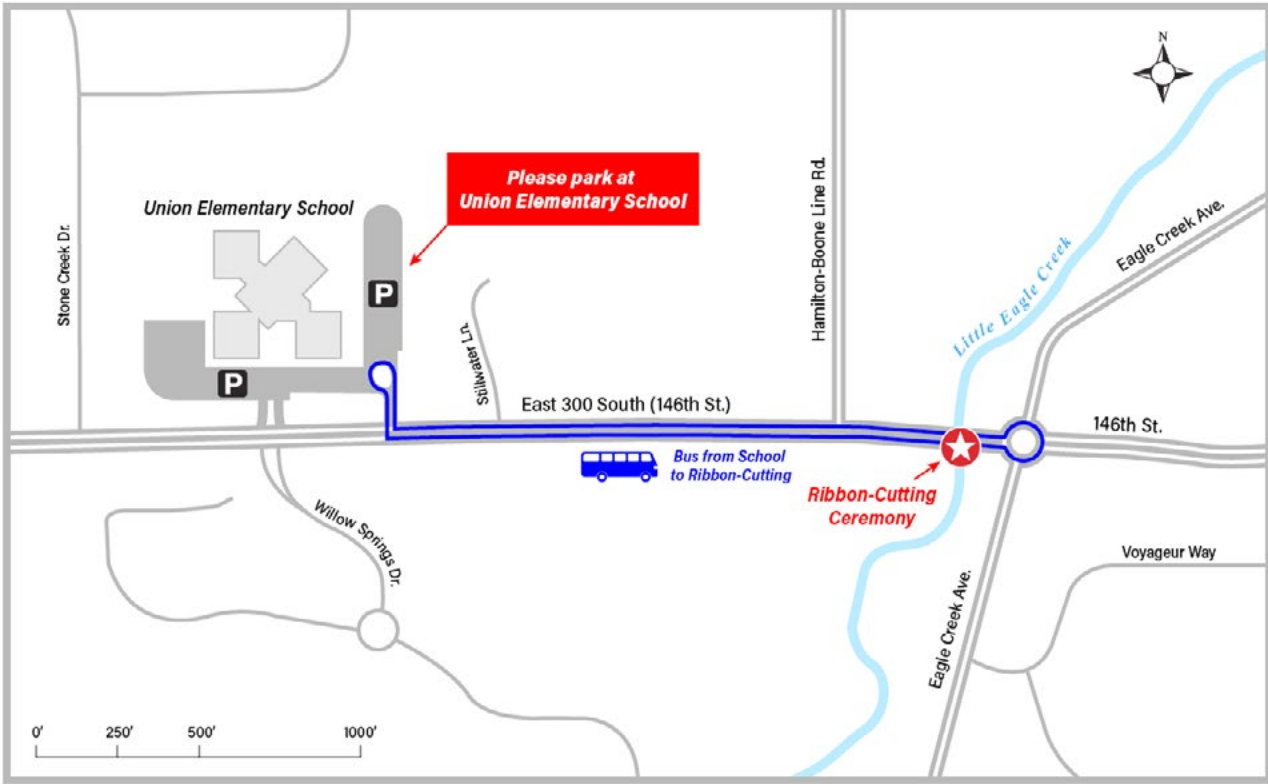 N
Please park at
Union Elementary School
Union Elementary School
Stone Creek Dr.
P
P
Stillwater Ln.
Hamilton-Boone Line Rd.
Little Eagle Creek
Eagle Creek Ave.
East 300 South (146th St.)
146th St.
Bus from School
to Ribbon-Cutting
Ribbon-Cutting
Ceremony
Willow Springs Dr.
Voyageur Way
Eagle Creek Ave.
0' 250' 500' 1000'